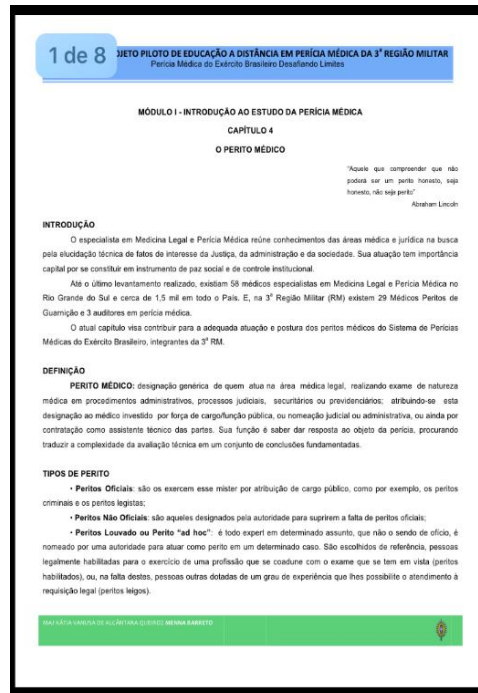 1 de 8
OJETO PILOTO DE EDUCAÇÃO A DISTÂNCIA EM PERÍCIA MÉDICA DA 3ª REGIÃO MILITAR
Perícia Médica do Exército Brasileiro Desafiando Limites
MÓDULO I - INTRODUÇÃO AO ESTUDO DA PERÍCIA MÉDICA
CAPÍTULO 4
O PERITO MÉDICO
"Aquele que compreender que não
poderá ser um perito honesto, seja
honesto, não seja perito"
Abraham Lincoln
INTRODUÇÃO
O especialista em Medicina Legal e Perícia Médica reúne conhecimentos das áreas médica e jurídica na busca
pela elucidação técnica de fatos de interesse da Justiça, da administração e da sociedade. Sua atuação tem importância
capital por se constituir em instrumento de paz social e de controle institucional.
Até o último levantamento realizado, existiam 58 médicos especialistas em Medicina Legal e Perícia Médica no
Rio Grande do Sul e cerca de 1,5 mil em todo o País. E, na 3ª Região Militar (RM) existem 29 Médicos Peritos de
Guarnição e 3 auditores em perícia médica.
O atual capítulo visa contribuir para a adequada atuação e postura dos peritos médicos do Sistema de Perícias
Médicas do Exército Brasileiro, integrantes da 3ª RM.
DEFINIÇÃO
PERITO MÉDICO: designação genérica de quem atua na área médica legal, realizando exame de natureza
médica em procedimentos administrativos, processos judiciais, securitários ou previdenciários; atribuindo-se esta
designação ao médico investido por força de cargo/função pública, ou nomeação judicial ou administrativa, ou ainda por
contratação como assistente técnico das partes. Sua função é saber dar resposta ao objeto da perícia, procurando
traduzir a complexidade da avaliação técnica em um conjunto de conclusões fundamentadas.
TIPOS DE PERITO
• Peritos Oficiais: são os exercem esse mister por atribuição de cargo público, como por exemplo, os peritos
criminais e os peritos legistas;
• Peritos Não Oficiais: são aqueles designados pela autoridade para suprirem a falta de peritos oficiais;
• Peritos Louvado ou Perito "ad hoc": é todo expert em determinado assunto, que não o sendo de ofício, é
nomeado por uma autoridade para atuar como perito em um determinado caso. São escolhidos de referência, pessoas
legalmente habilitadas para o exercício de uma profissão que se coadune com o exame que se tem em vista (peritos
habilitados), ou, na falta destes, pessoas outras dotadas de um grau de experiência que lhes possibilite o atendimento à
requisição legal (peritos leigos).
MAJ KÁTIA VANUSA DE ALCÂNTARA QUEIROZ MENNA BARRETO